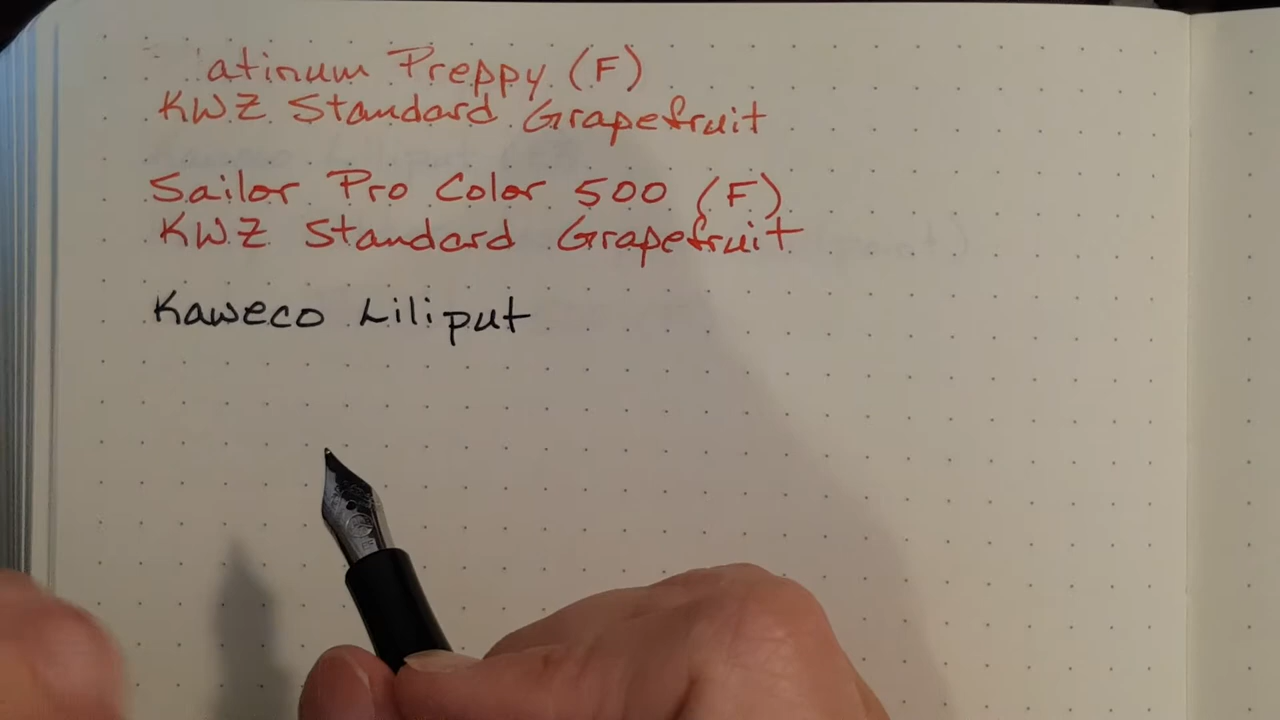 atinum Preppy (F)
KWZ Standard Grapefruit
Sailor Pro Color 500 (F)
KWZ Standard Grapefruit
Kaweco Liliput